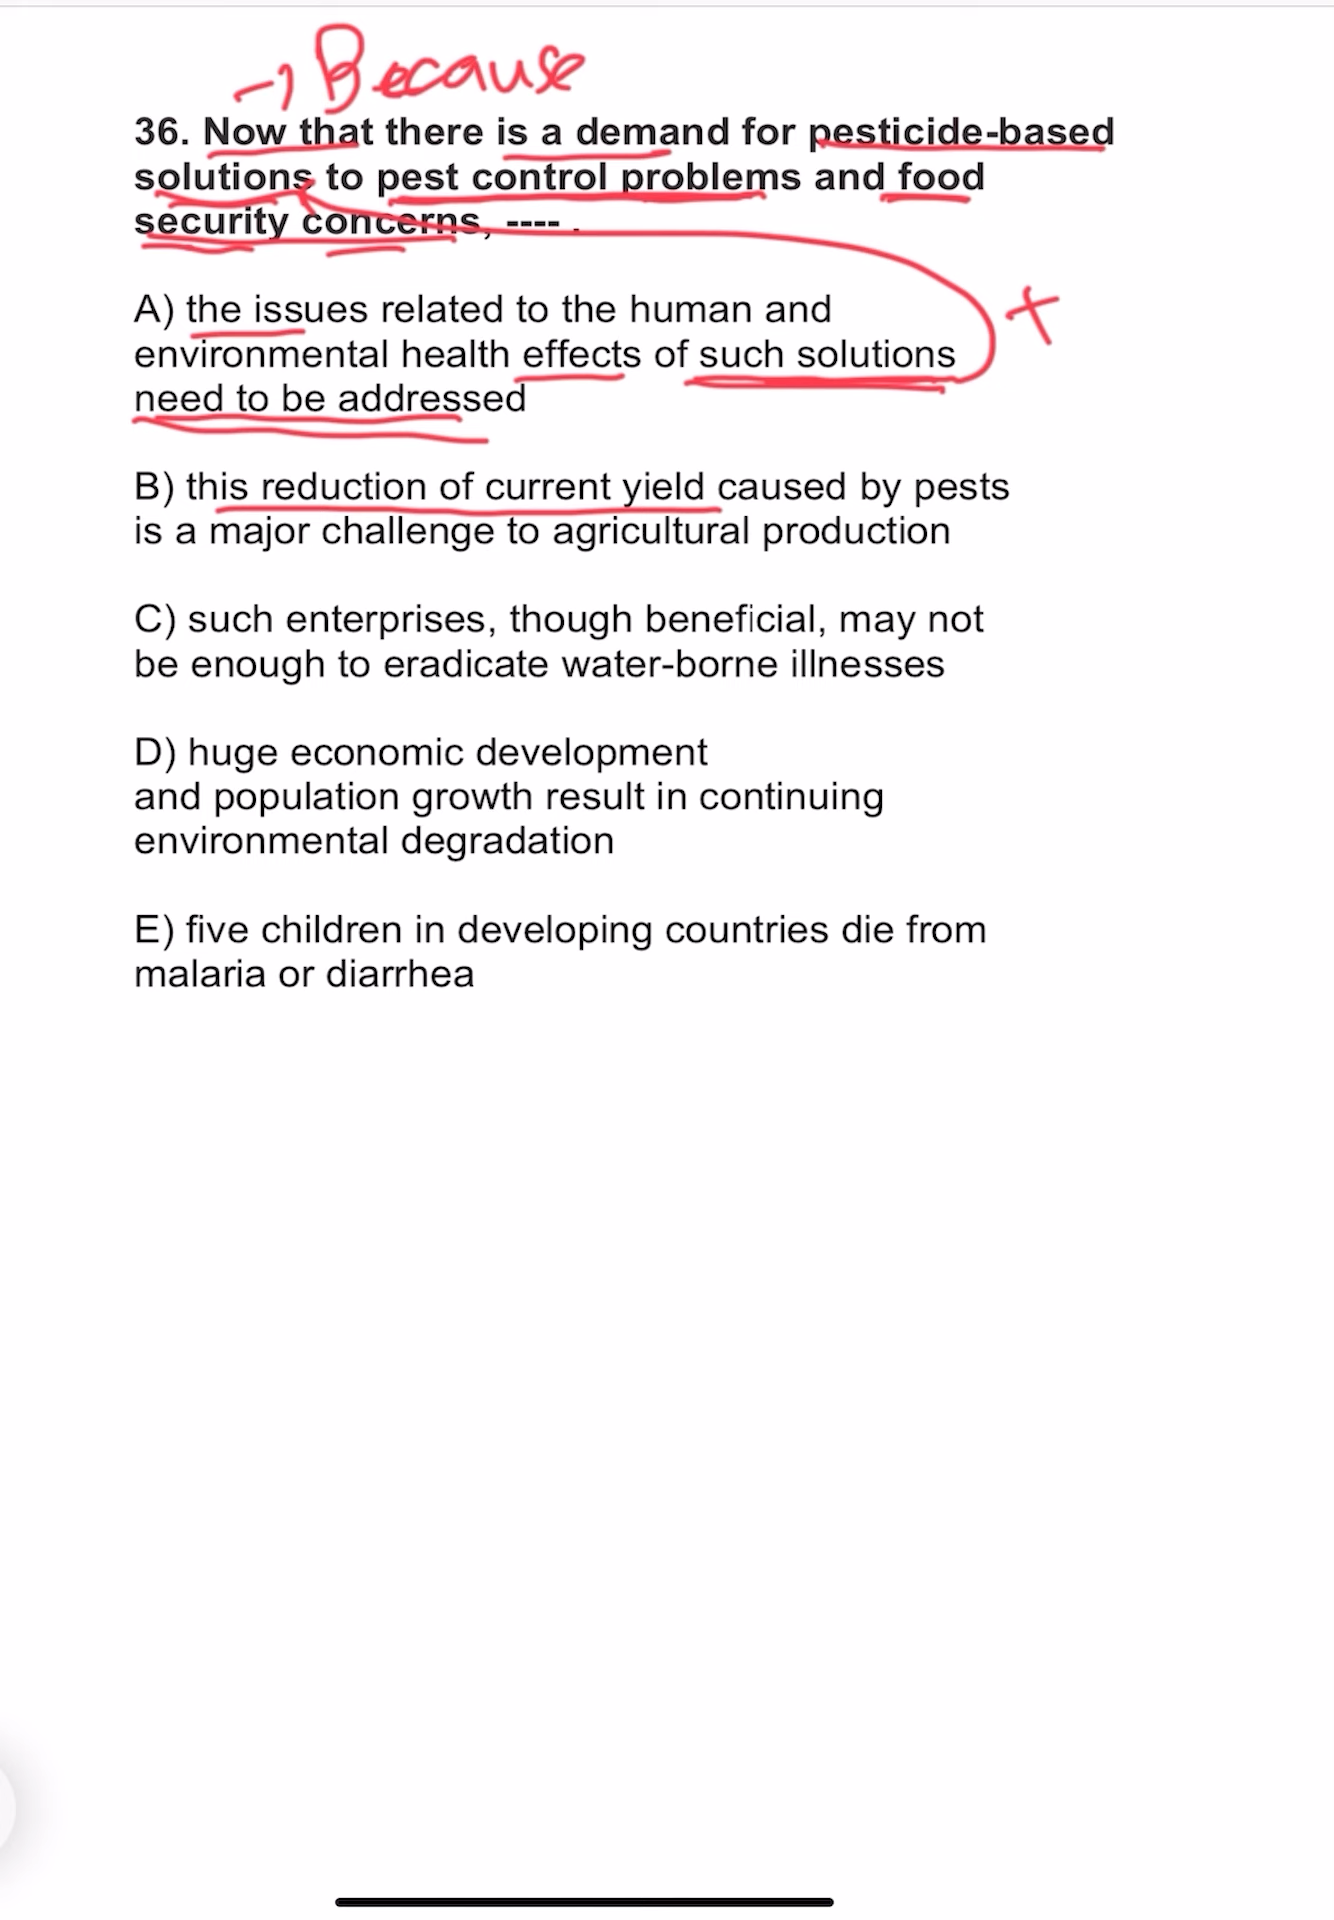 -> Because
36. Now that there is a demand for pesticide-based
solutions to pest control problems and food
security concerns, ---- .
A) the issues related to the human and
environmental health effects of such solutions
need to be addressed
B) this reduction of current yield caused by pests
is a major challenge to agricultural production
C) such enterprises, though beneficial, may not
be enough to eradicate water-borne illnesses
D) huge economic development
and population growth result in continuing
environmental degradation
E) five children in developing countries die from
malaria or diarrhea